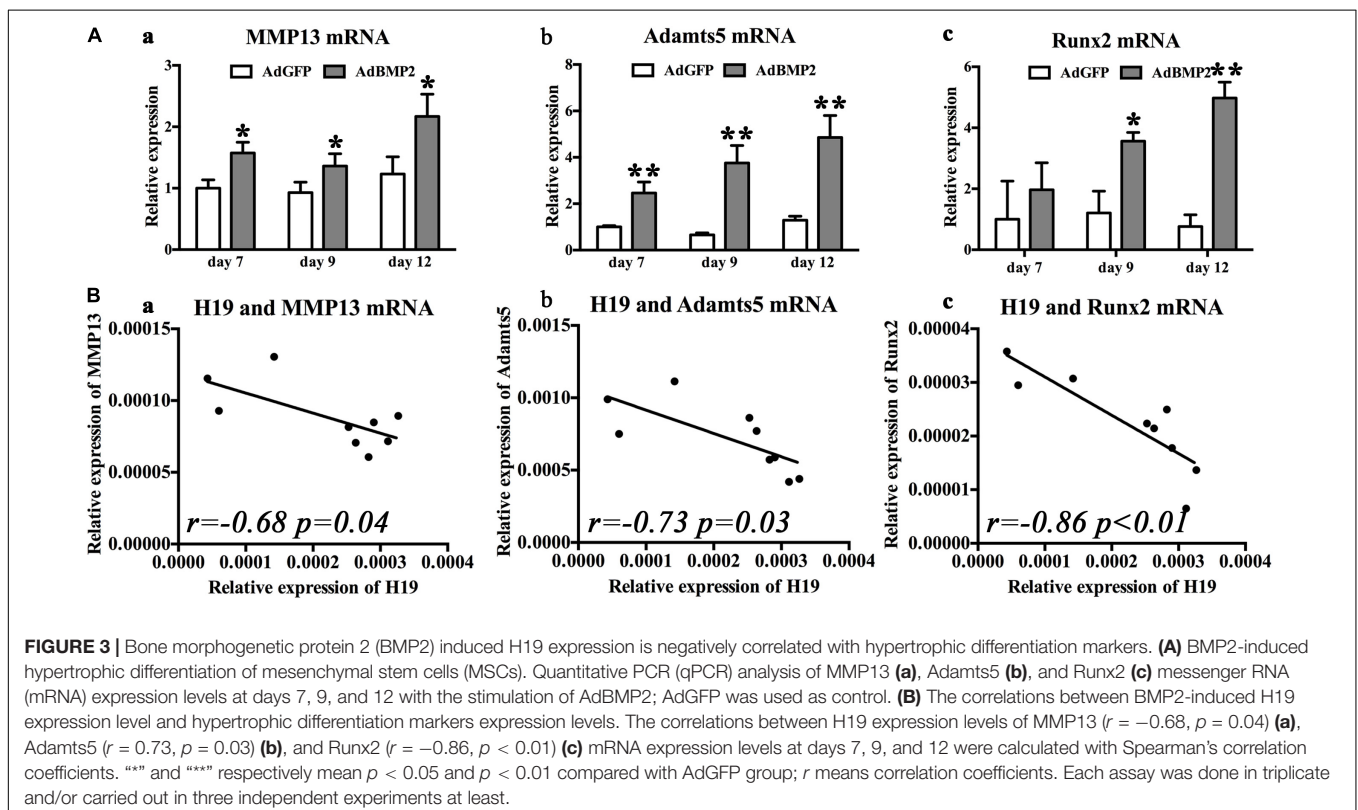 A
a
MMP13 mRNA
AdGFP AdBMP2
Relative expression
3
2
1
0
* * *
day 7 day 9 day 12
b
Adamts5 mRNA
AdGFP AdBMP2
Relative expression
8
6
4
2
0
** ** **
day 7 day 9 day 12
c
Runx2 mRNA
AdGFP AdBMP2
Relative expression
6
4
2
0
* **
day 7 day 9 day 12
B
a
H19 and MMP13 mRNA
Relative expression of MMP13
0.00015
0.00010
0.00005
0.00000
r=-0.68 p=0.04
0.0000 0.0001 0.0002 0.0003 0.0004
Relative expression of H19
b
H19 and Adamts5 mRNA
Relative expression of Adamts5
0.0015
0.0010
0.0005
0.0000
r=-0.73 p=0.03
0.0000 0.0001 0.0002 0.0003 0.0004
Relative expression of H19
c
H19 and Runx2 mRNA
Relative expression of Runx2
0.00004
0.00003
0.00002
0.00001
0.00000
r=-0.86 p<0.01
0.0000 0.0001 0.0002 0.0003 0.0004
Relative expression of H19
FIGURE 3 | Bone morphogenetic protein 2 (BMP2) induced H19 expression is negatively correlated with hypertrophic differentiation markers. (A) BMP2-induced
hypertrophic differentiation of mesenchymal stem cells (MSCs). Quantitative PCR (qPCR) analysis of MMP13 (a), Adamts5 (b), and Runx2 (c) messenger RNA
(mRNA) expression levels at days 7, 9, and 12 with the stimulation of AdBMP2; AdGFP was used as control. (B) The correlations between BMP2-induced H19
expression level and hypertrophic differentiation markers expression levels. The correlations between H19 expression levels of MMP13 (r = −0.68, p = 0.04) (a),
Adamts5 (r = 0.73, p = 0.03) (b), and Runx2 (r = −0.86, p < 0.01) (c) mRNA expression levels at days 7, 9, and 12 were calculated with Spearman's correlation
coefficients. "*" and "**" respectively mean p < 0.05 and p < 0.01 compared with AdGFP group; r means correlation coefficients. Each assay was done in triplicate
and/or carried out in three independent experiments at least.